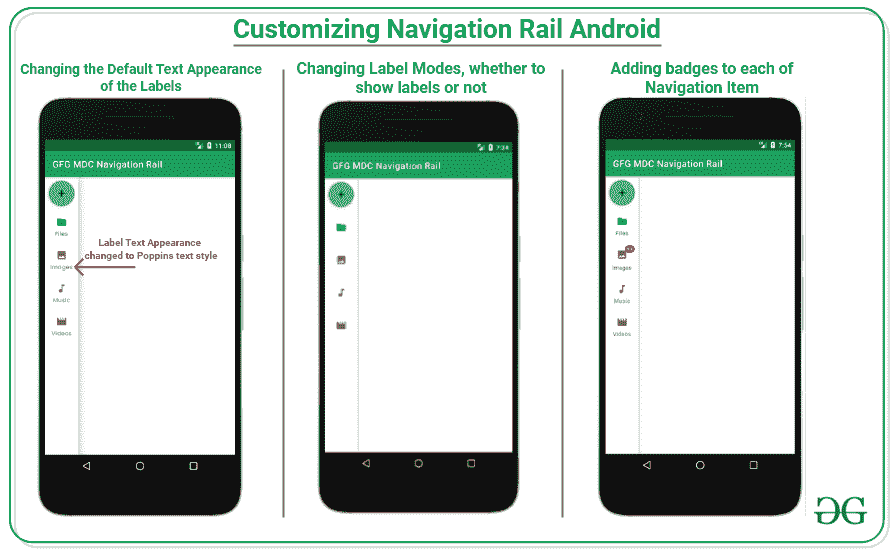 Customizing Navigation Rail Android
Changing the Default Text Appearance
of the Labels
11:08
GFG MDC Navigation Rail
+
Files
Images
Music
Videos
Label Text Appearance
changed to Poppins text style
Changing Label Modes, whether to
show labels or not
GFG MDC Navigation Rail
+
Adding badges to each of
Navigation Item
7:54
GFG MDC Navigation Rail
+
Files
Images
Music
Videos
GG